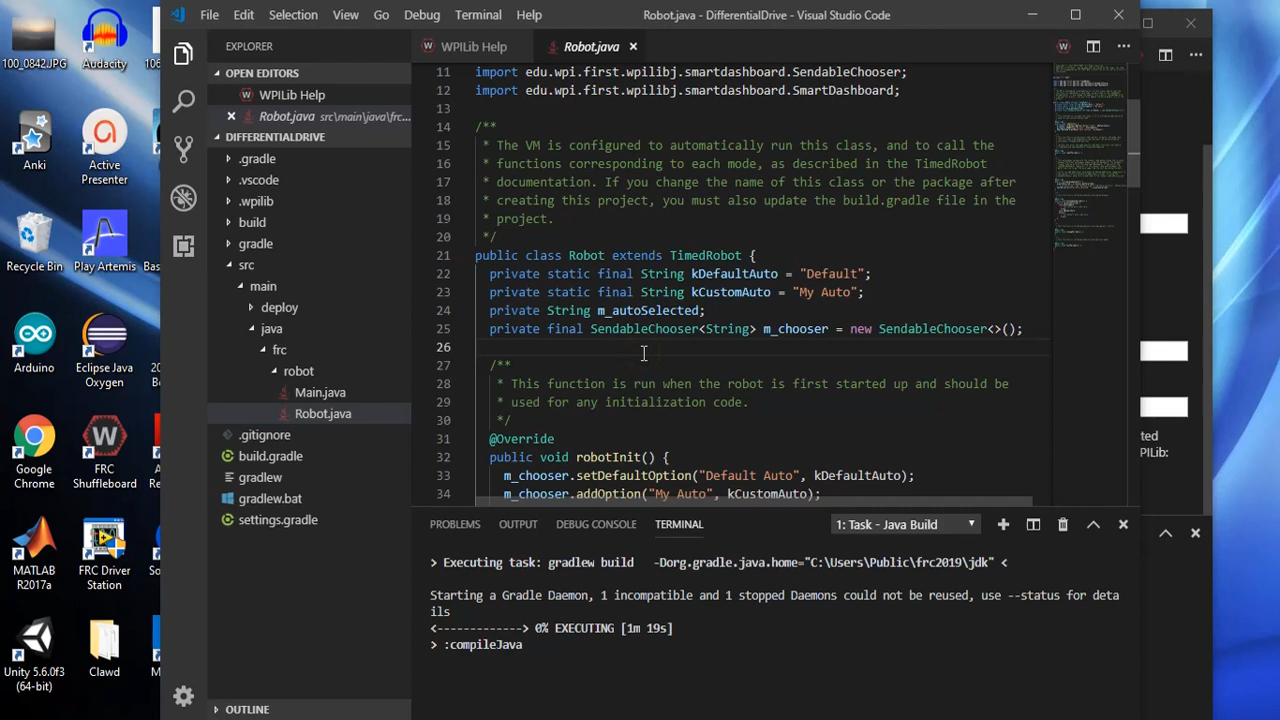 File Edit Selection View Go Debug Terminal Help
Robot.java - DifferentialDrive - Visual Studio Code
100_0842.JPG
Audacity
Anki
Active
Presenter
Recycle Bin
Play Artemis
Arduino
Eclipse Java
Oxygen
Google
Chrome
FRC
Shuffleboard
MATLAB
R2017a
FRC Driver
Station
Unity 5.6.0f3
(64-bit)
Clawd
EXPLORER
OPEN EDITORS
WPILib Help
Robot.java src\main\java\frc...
DIFFERENTIALDRIVE
.gradle
.vscode
.wpilib
build
gradle
src
main
deploy
java
frc
robot
Main.java
Robot.java
.gitignore
build.gradle
gradlew
gradlew.bat
settings.gradle
OUTLINE
WPILib Help
Robot.java
11 import edu.wpi.first.wpilibj.smartdashboard.SendableChooser;
12 import edu.wpi.first.wpilibj.smartdashboard.SmartDashboard;
13
14 /**
15 * The VM is configured to automatically run this class, and to call the
16 * functions corresponding to each mode, as described in the TimedRobot
17 * documentation. If you change the name of this class or the package after
18 * creating this project, you must also update the build.gradle file in the
19 * project.
20 */
21 public class Robot extends TimedRobot {
22 private static final String kDefaultAuto = "Default";
23 private static final String kCustomAuto = "My Auto";
24 private String m_autoSelected;
25 private final SendableChooser<String> m_chooser = new SendableChooser<>();
26
27 /**
28 * This function is run when the robot is first started up and should be
29 * used for any initialization code.
30 */
31 @Override
32 public void robotInit() {
33 m_chooser.setDefaultOption("Default Auto", kDefaultAuto);
34 m_chooser.addOption("My Auto", kCustomAuto);
PROBLEMS OUTPUT DEBUG CONSOLE TERMINAL
1: Task - Java Build
> Executing task: gradlew build -Dorg.gradle.java.home="C:\Users\Public\frc2019\jdk" <
Starting a Gradle Daemon, 1 incompatible and 1 stopped Daemons could not be reused, use --status for deta
ils
<-------------> 0% EXECUTING [1m 19s]
> :compileJava
ted
PILib: